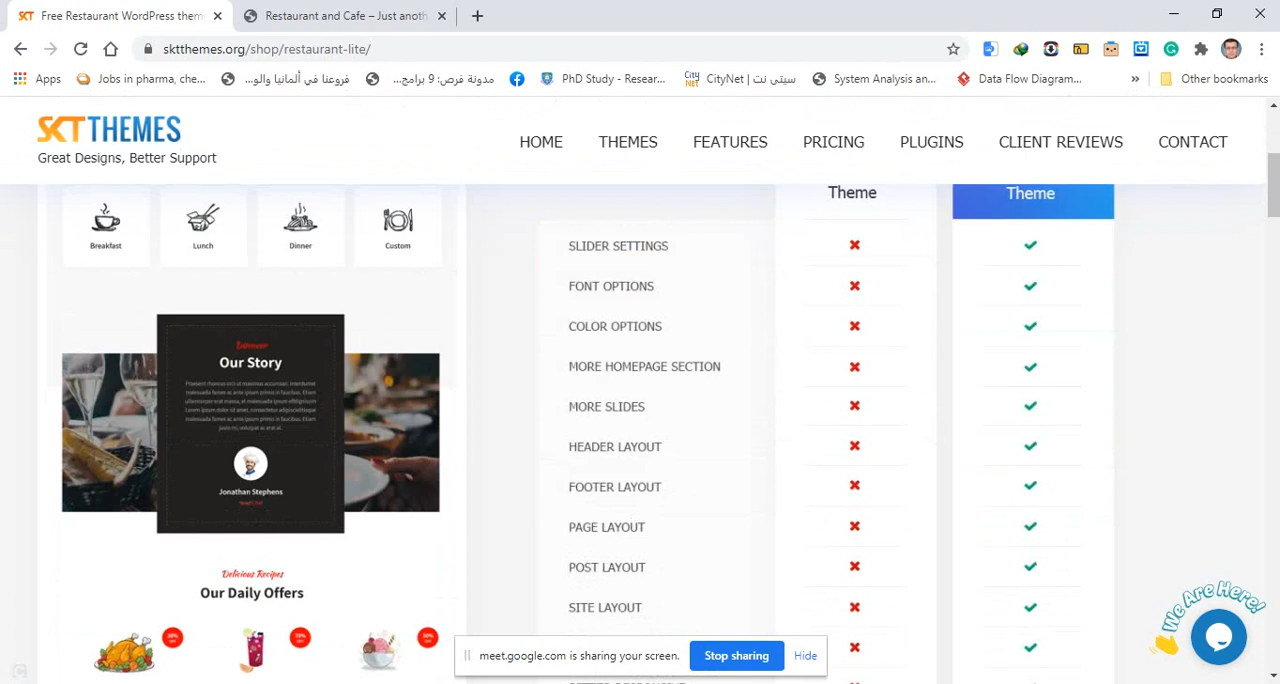 Free Restaurant WordPress them
Restaurant and Cafe – Just anoth
sktthemes.org/shop/restaurant-lite/
Apps
Jobs in pharma, che...
فروعنا في ألمانيا والو...
مدونة فرص: 9 برامج...
PhD Study - Resear...
CityNet | سيتي نت
System Analysis an...
Data Flow Diagram...
Other bookmarks
SKT THEMES
Great Designs, Better Support
HOME
THEMES
FEATURES
PRICING
PLUGINS
CLIENT REVIEWS
CONTACT
Theme
Theme
Breakfast
Lunch
Dinner
Custom
SLIDER SETTINGS
FONT OPTIONS
COLOR OPTIONS
MORE HOMEPAGE SECTION
MORE SLIDES
HEADER LAYOUT
FOOTER LAYOUT
PAGE LAYOUT
POST LAYOUT
SITE LAYOUT
Discover
Our Story
Jonathan Stephens
Head Chef
Delicious Recipes
Our Daily Offers
We Are Here!
meet.google.com is sharing your screen.
Stop sharing
Hide